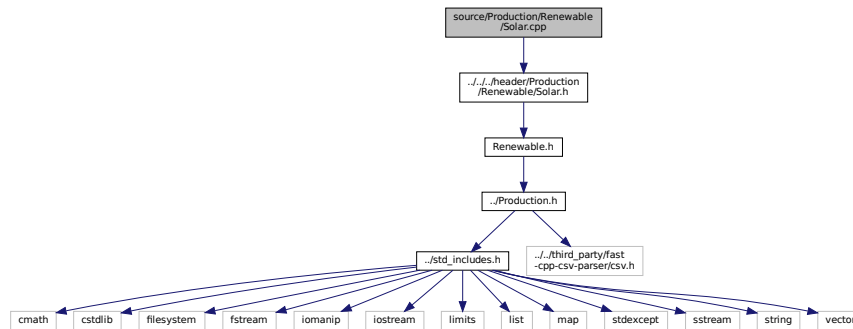 source/Production/Renewable
/Solar.cpp
../../../header/Production
/Renewable/Solar.h
Renewable.h
../Production.h
../std_includes.h
../../third_party/fast
-cpp-csv-parser/csv.h
cmath
cstdlib
filesystem
fstream
iomanip
iostream
limits
list
map
stdexcept
sstream
string
vector